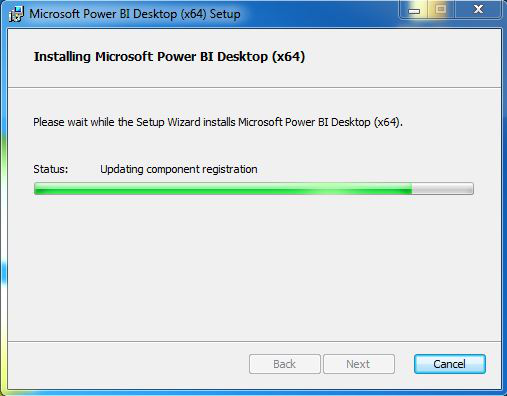 Microsoft Power BI Desktop (x64) Setup
Installing Microsoft Power BI Desktop (x64)
Please wait while the Setup Wizard installs Microsoft Power BI Desktop (x64).
Status: Updating component registration
Back Next Cancel